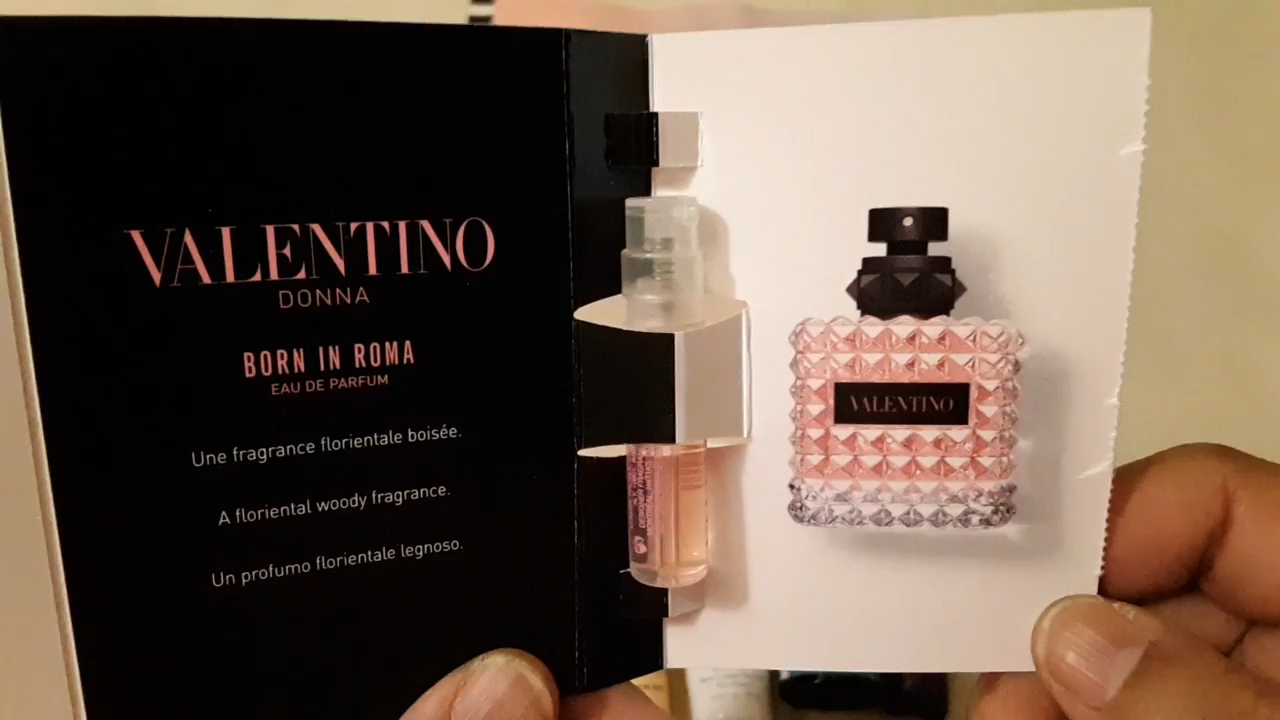 VALENTINO
DONNA
BORN IN ROMA
EAU DE PARFUM
Une fragrance florientale boisée.
A floriental woody fragrance.
Un profumo florientale legnoso.
VALENTINO